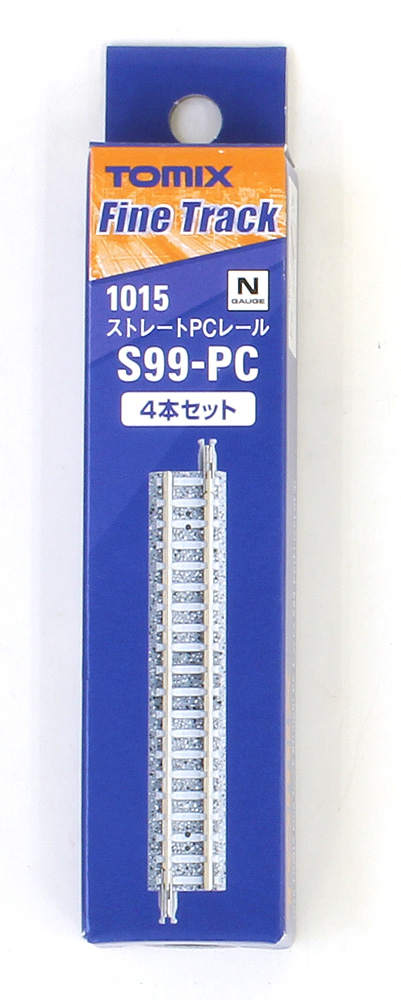 TOMIX
Fine Track
1015
N
GAUGE
ストレートPCレール
S99-PC
4本セット